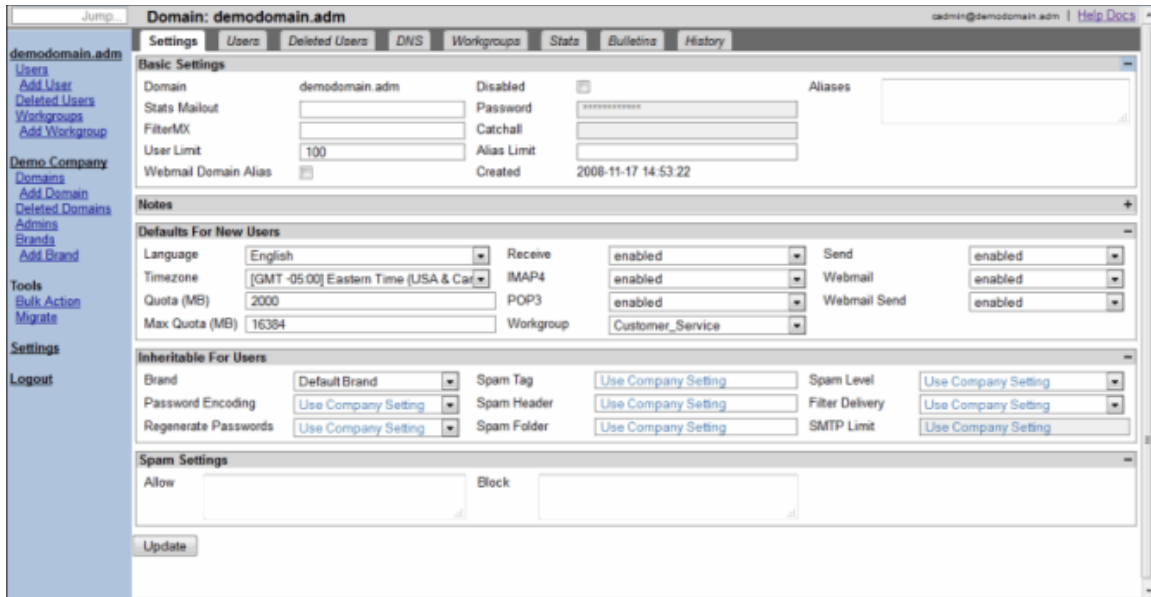 Jump... Domain: demodomain.adm cadmin@demodomain.adm | Help Docs
Settings Users Deleted Users DNS Workgroups Stats Bulletins History
demodomain.adm
Users
Add User
Deleted Users
Workgroups
Add Workgroup
Demo Company
Domains
Add Domain
Deleted Domains
Admins
Brands
Add Brand
Tools
Bulk Action
Migrate
Settings
Logout
Basic Settings −
Domain demodomain.adm Disabled Aliases
Stats Mailout Password ************
FilterMX Catchall
User Limit 100 Alias Limit
Webmail Domain Alias Created 2008-11-17 14:53:22
Notes +
Defaults For New Users −
Language English Receive enabled Send enabled
Timezone [GMT -05:00] Eastern Time (USA & Car IMAP4 enabled Webmail enabled
Quota (MB) 2000 POP3 enabled Webmail Send enabled
Max Quota (MB) 16384 Workgroup Customer_Service
Inheritable For Users −
Brand Default Brand Spam Tag Use Company Setting Spam Level Use Company Setting
Password Encoding Use Company Setting Spam Header Use Company Setting Filter Delivery Use Company Setting
Regenerate Passwords Use Company Setting Spam Folder Use Company Setting SMTP Limit Use Company Setting
Spam Settings −
Allow Block
Update